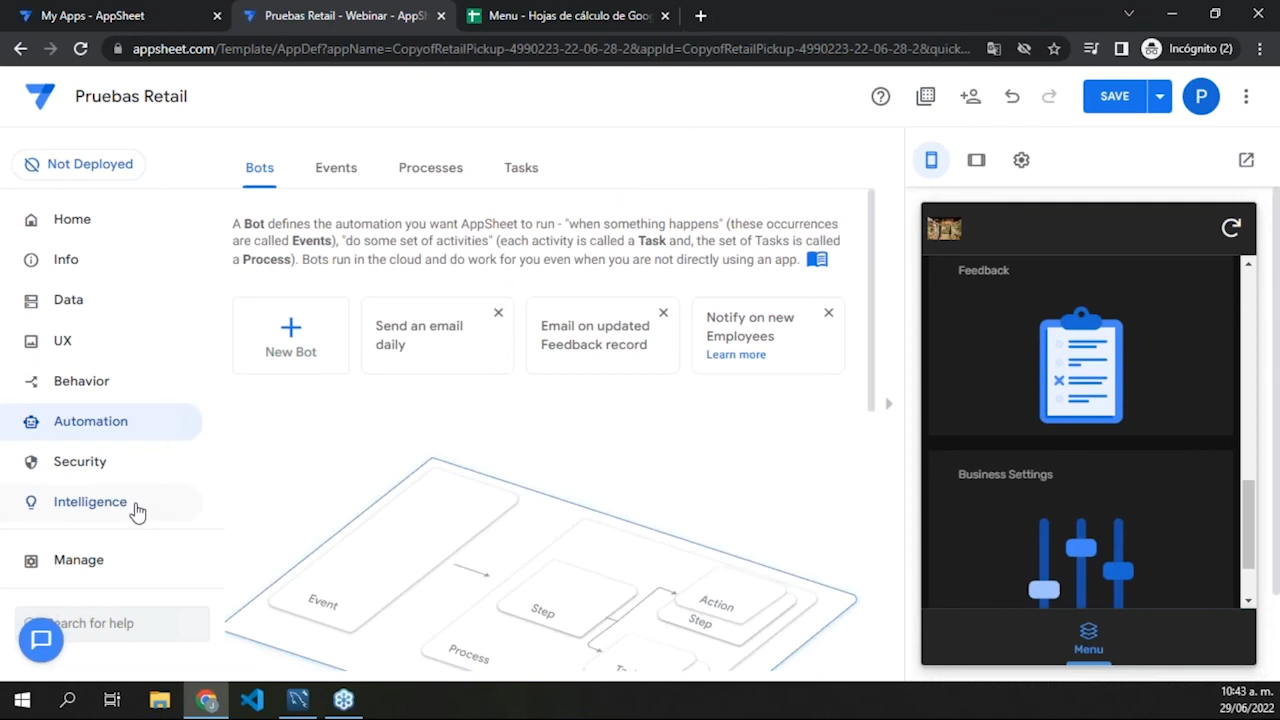 My Apps - AppSheet
Pruebas Retail - Webinar - AppSh
Menu - Hojas de cálculo de Goog
appsheet.com/Template/AppDef?appName=CopyofRetailPickup-4990223-22-06-28-2&appId=CopyofRetailPickup-4990223-22-06-28-2&quick...
Incógnito (2)
Pruebas Retail
SAVE
P
Not Deployed
Home
Info
Data
UX
Behavior
Automation
Security
Intelligence
Manage
earch for help
Bots
Events
Processes
Tasks
A Bot defines the automation you want AppSheet to run - "when something happens" (these occurrences
are called Events), "do some set of activities" (each activity is called a Task and, the set of Tasks is called
a Process). Bots run in the cloud and do work for you even when you are not directly using an app.
New Bot
Send an email
daily
Email on updated
Feedback record
Notify on new
Employees
Learn more
Event
Step
Process
Action
Step
Feedback
Business Settings
Menu
10:43 a. m.
29/06/2022